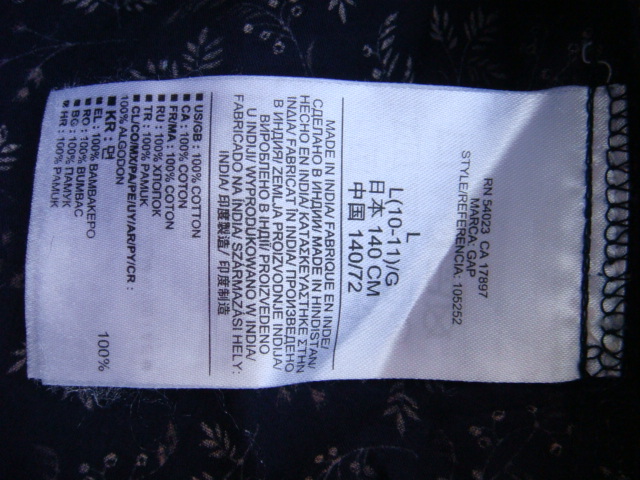 RN 54023 CA 17897
MARCA: GAP
STYLE/REFERENCIA: 105252
L
L(10-11)/G
日本 140 CM
中国 140/72
MADE IN INDIA/ FABRIQUE EN INDE/
СДЕЛАНО В ИНДИИ/ MADE IN HINDISTAN/
HECHO EN INDIA/ ΚΑΤΑΣΚΕΥΑΣΤΗΚΕ ΣΤΗΝ
ΙΝΔΙΑ/ FABRICAT ÎN INDIA/ ПРОИЗВЕДЕНО
В ИНДИЯ/ ZEMLJA PROIZVODNJE INDIJA/
ВИРОБЛЕНО В ІНДІЇ/ PROIZVEDENO
U INDIJI/ WYPRODUKOWANO W INDIA/
FABRICADO NA INDIA/ SZÁRMAZÁSI HELY:
INDIA/ 印度製造/ 印度制造
US/GB : 100% COTTON
CA : 100% COTON
FR/MA : 100% COTON
RU : 100% ХЛОПОК
TR : 100% PAMUK
CL/CO/MX/PA/PE/UY/AR/PY/CR :
100% ALGODON
KR : 면 100%
EL : 100% ΒΑΜΒΑΚΕΡΟ
RO : 100% BUMBAC
BG : 100% ПАМУК
HR : 100% PAMUK